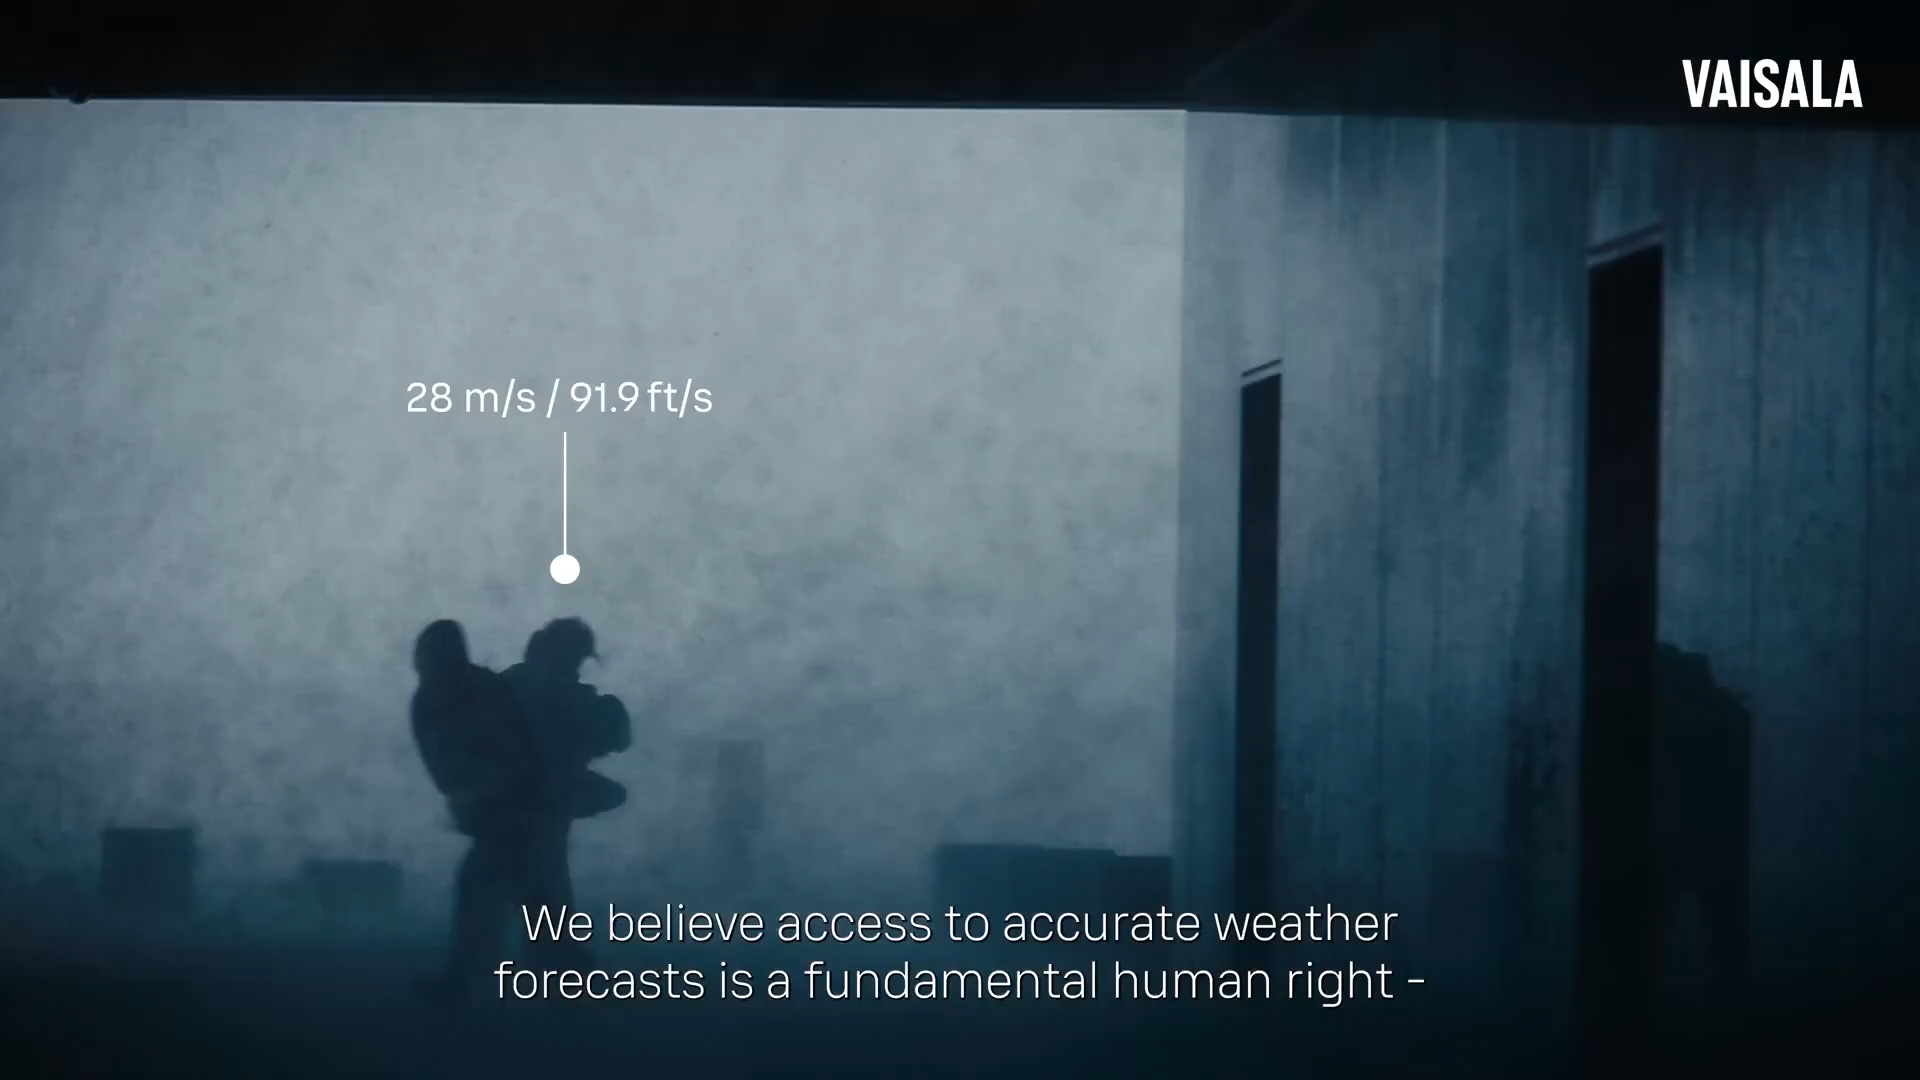 VAISALA
28 m/s / 91.9 ft/s
We believe access to accurate weather
forecasts is a fundamental human right -